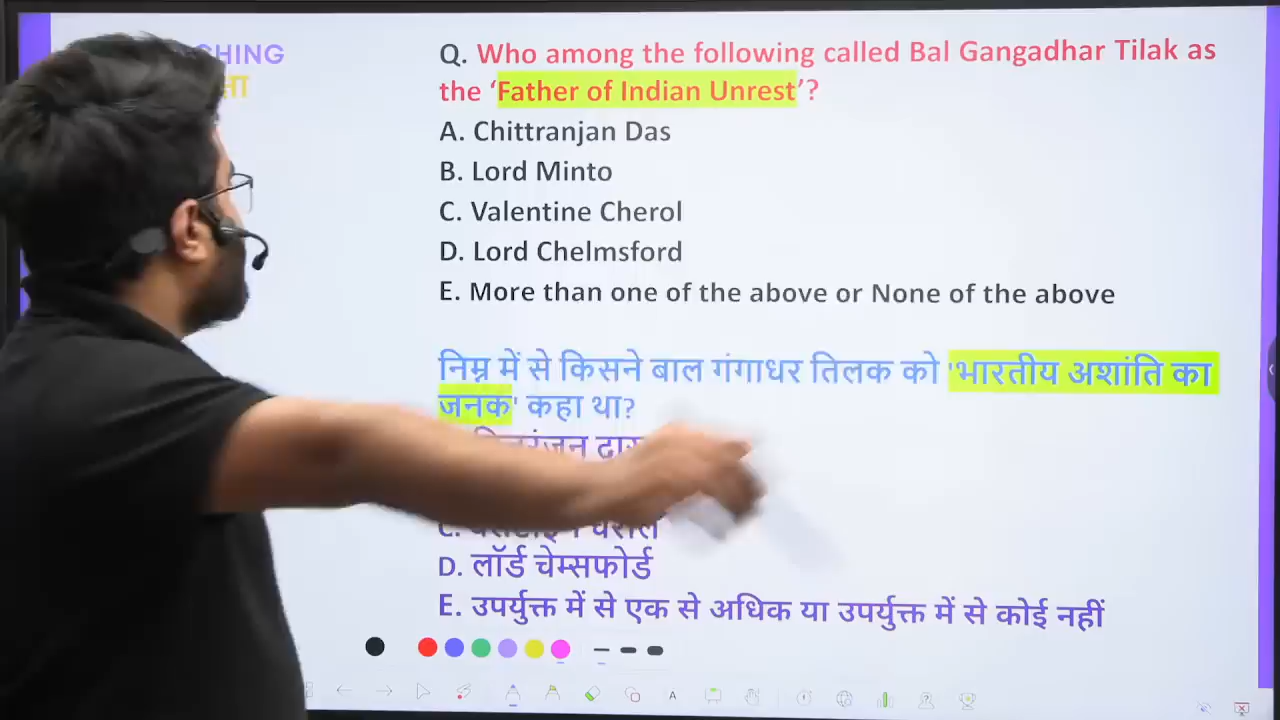 CHING
ता
Q. Who among the following called Bal Gangadhar Tilak as
the ‘Father of Indian Unrest’?
A. Chittranjan Das
B. Lord Minto
C. Valentine Cherol
D. Lord Chelmsford
E. More than one of the above or None of the above
निम्न में से किसने बाल गंगाधर तिलक को 'भारतीय अशांति का
जनक' कहा था?
C.
D. लॉर्ड चेम्सफोर्ड
E. उपर्युक्त में से एक से अधिक या उपर्युक्त में से कोई नहीं
A